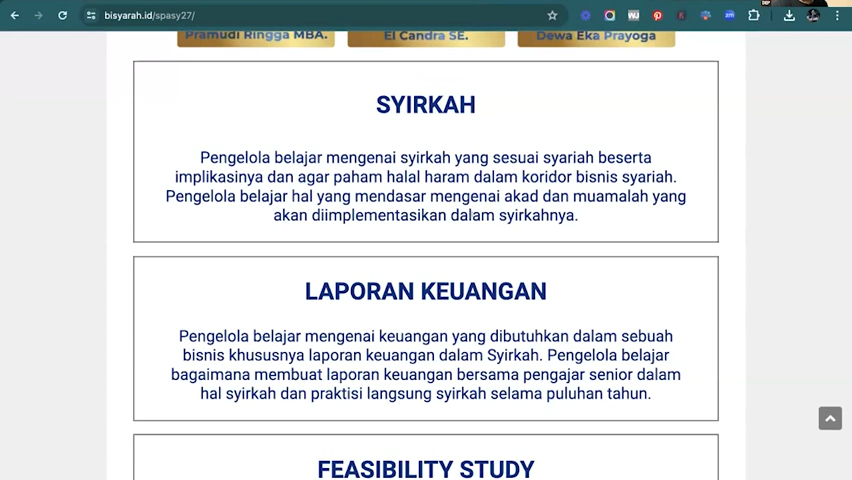 bisyarah.id/spasy27/
Pramudi Ringga MBA.
El Candra SE.
Dewa Eka Prayoga
SYIRKAH
Pengelola belajar mengenai syirkah yang sesuai syariah beserta
implikasinya dan agar paham halal haram dalam koridor bisnis syariah.
Pengelola belajar hal yang mendasar mengenai akad dan muamalah yang
akan diimplementasikan dalam syirkahnya.
LAPORAN KEUANGAN
Pengelola belajar mengenai keuangan yang dibutuhkan dalam sebuah
bisnis khususnya laporan keuangan dalam Syirkah. Pengelola belajar
bagaimana membuat laporan keuangan bersama pengajar senior dalam
hal syirkah dan praktisi langsung syirkah selama puluhan tahun.
FEASIBILITY STUDY